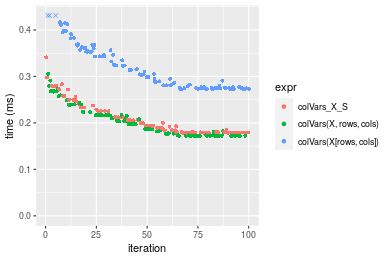 0.4
0.3
0.2
0.1
0.0
time (ms)
0
25
50
75
100
iteration
expr
colVars_X_S
colVars(X, rows, cols)
colVars(X[rows, cols])